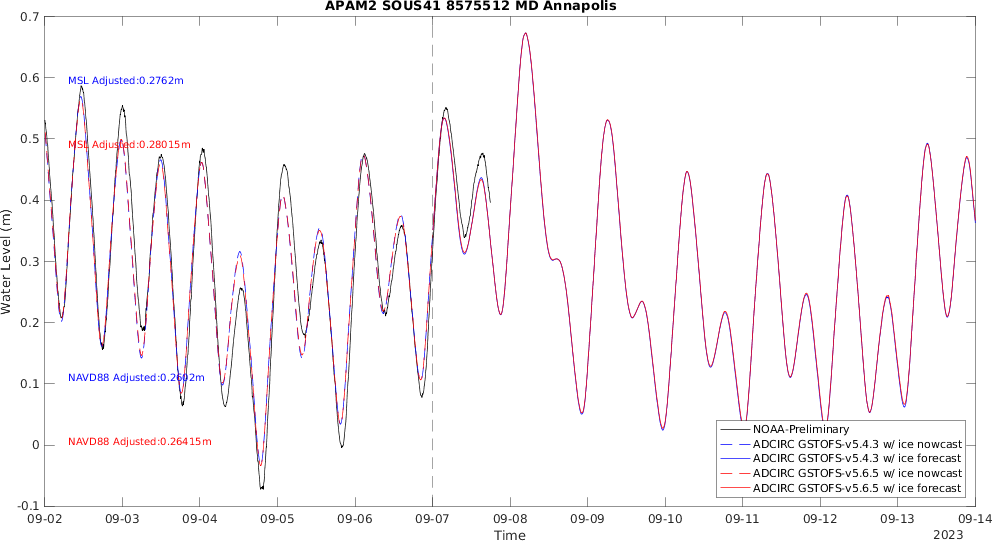 APAM2 SOUS41 8575512 MD Annapolis
0.7
0.6
0.5
0.4
0.3
0.2
0.1
0
-0.1
Water Level (m)
MSL Adjusted:0.2762m
MSL Adjusted:0.28015m
NAVD88 Adjusted:0.2602m
NAVD88 Adjusted:0.26415m
NOAA-Preliminary
ADCIRC GSTOFS-v5.4.3 w/ ice nowcast
ADCIRC GSTOFS-v5.4.3 w/ ice forecast
ADCIRC GSTOFS-v5.6.5 w/ ice nowcast
ADCIRC GSTOFS-v5.6.5 w/ ice forecast
09-02 09-03 09-04 09-05 09-06 09-07 09-08 09-09 09-10 09-11 09-12 09-13 09-14
Time
2023